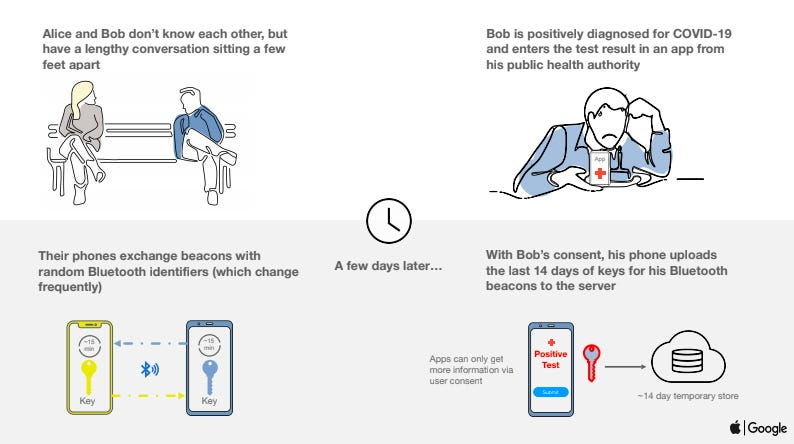 Alice and Bob don’t know each other, but
have a lengthy conversation sitting a few
feet apart
Bob is positively diagnosed for COVID-19
and enters the test result in an app from
his public health authority
App
Their phones exchange beacons with
random Bluetooth identifiers (which change
frequently)
~15
min
Key
~15
min
Key
A few days later…
With Bob’s consent, his phone uploads
the last 14 days of keys for his Bluetooth
beacons to the server
Apps can only get
more information via
user consent
Positive
Test
Submit
~14 day temporary store
Google